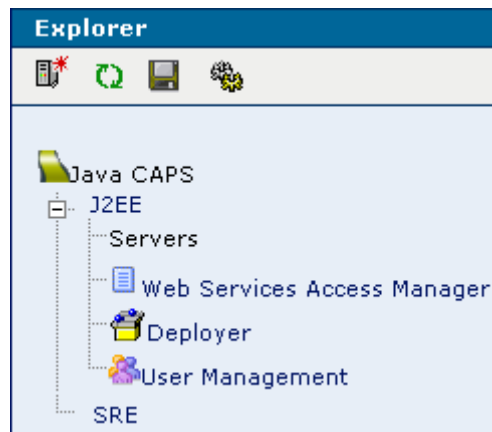 Explorer
Java CAPS
J2EE
Servers
Web Services Access Manager
Deployer
User Management
SRE